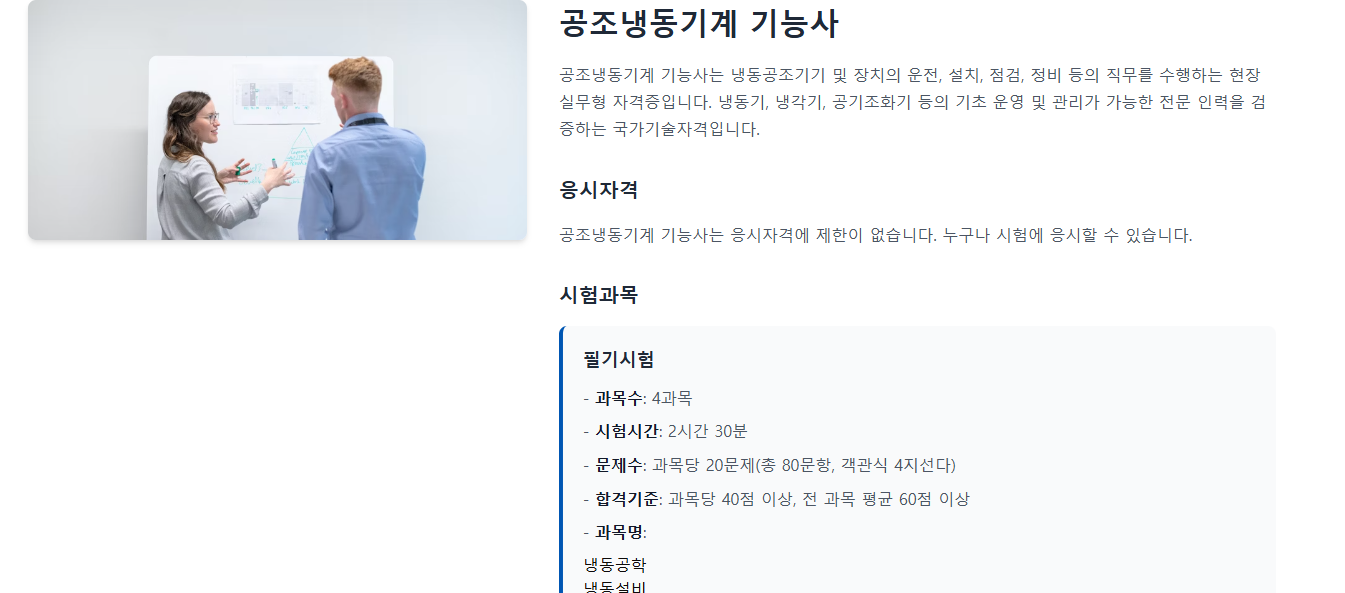 공조냉동기계 기능사
공조냉동기계 기능사는 냉동공조기기 및 장치의 운전, 설치, 점검, 정비 등의 직무를 수행하는 현장
실무형 자격증입니다. 냉동기, 냉각기, 공기조화기 등의 기초 운영 및 관리가 가능한 전문 인력을 검
증하는 국가기술자격입니다.
응시자격
공조냉동기계 기능사는 응시자격에 제한이 없습니다. 누구나 시험에 응시할 수 있습니다.
시험과목
필기시험
- 과목수: 4과목
- 시험시간: 2시간 30분
- 문제수: 과목당 20문제(총 80문항, 객관식 4지선다)
- 합격기준: 과목당 40점 이상, 전 과목 평균 60점 이상
- 과목명:
냉동공학
냉동설비